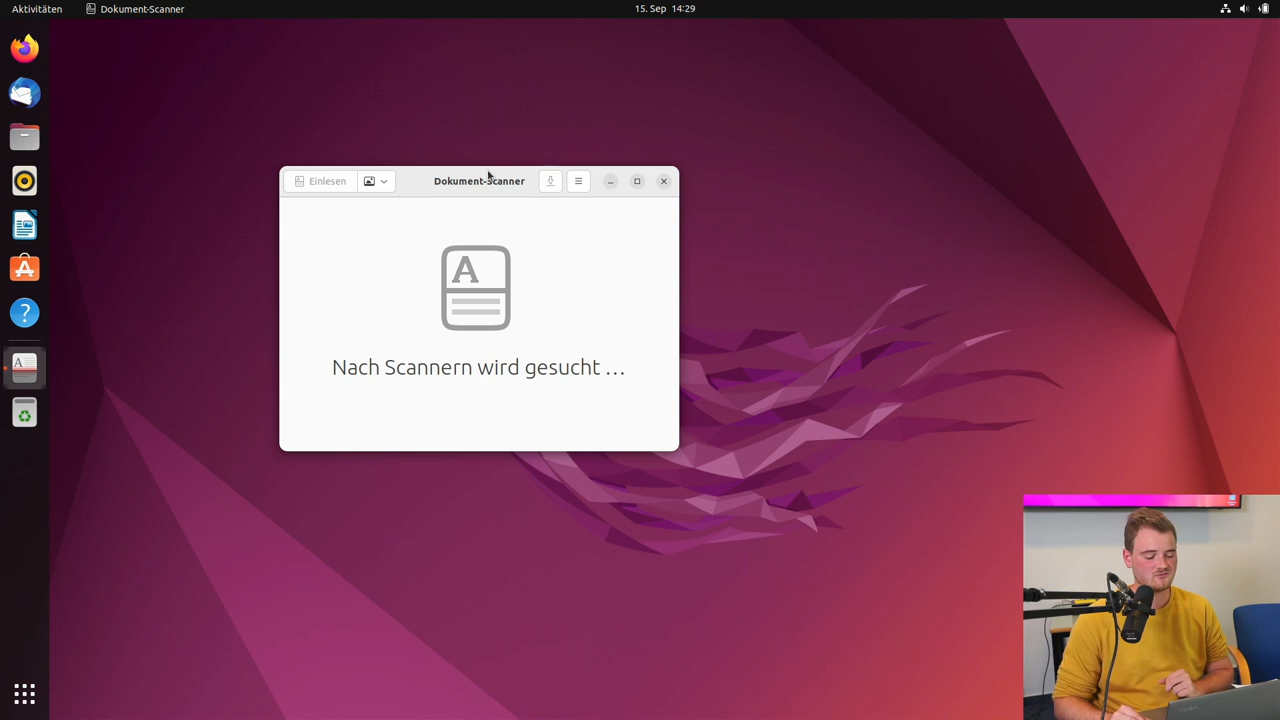 Aktivitäten
Dokument-Scanner
15. Sep 14:29
Einlesen
Dokument-Scanner
A
Nach Scannern wird gesucht …